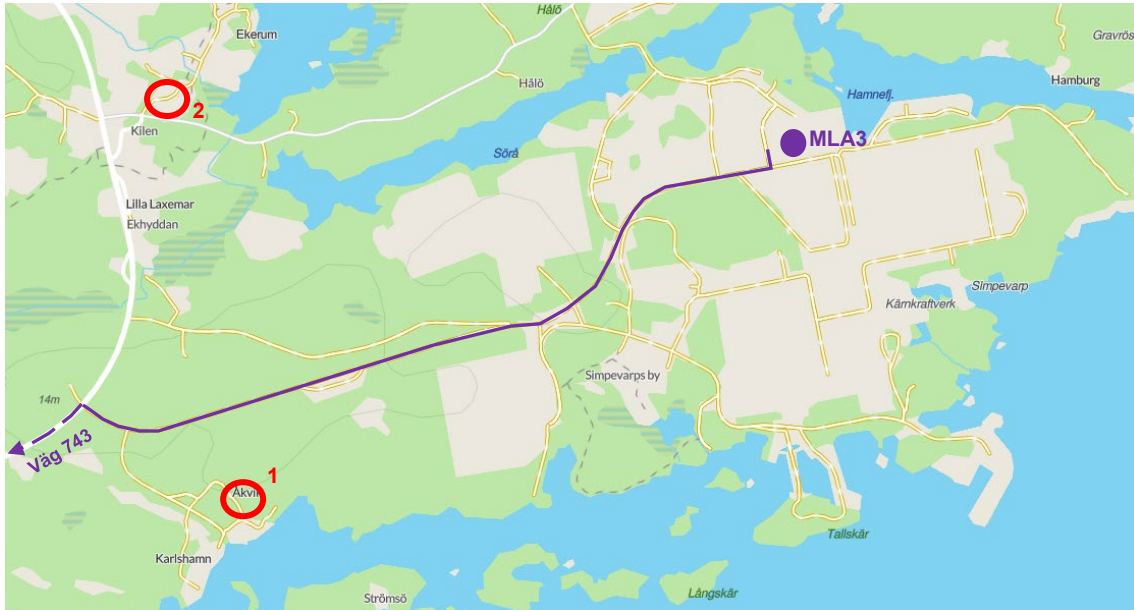 Hålö
Ekerum
Gravrös
Hålö
Hamburg
Hamnefj.
2
Kilen
MLA3
Sörå
Lilla Laxemar
Ekhyddan
Simpevarp
Kärnkraftverk
Simpevarps by
14m
Väg 743
1
Åkvik
Karlshamn
Tallskär
Strömsö
Långskär